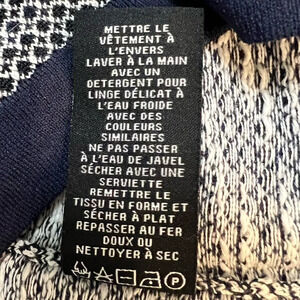 METTRE LE
VÊTEMENT À
L'ENVERS
LAVER À LA MAIN
AVEC UN
DETERGENT POUR
LINGE DÉLICAT À
L'EAU FROIDE
AVEC DES
COULEURS
SIMILAIRES
NE PAS PASSER
À L'EAU DE JAVEL
SÉCHER AVEC UNE
SERVIETTE
REMETTRE LE
TISSU EN FORME ET
SÉCHER À PLAT
REPASSER AU FER
DOUX OU
NETTOYER À SEC
P